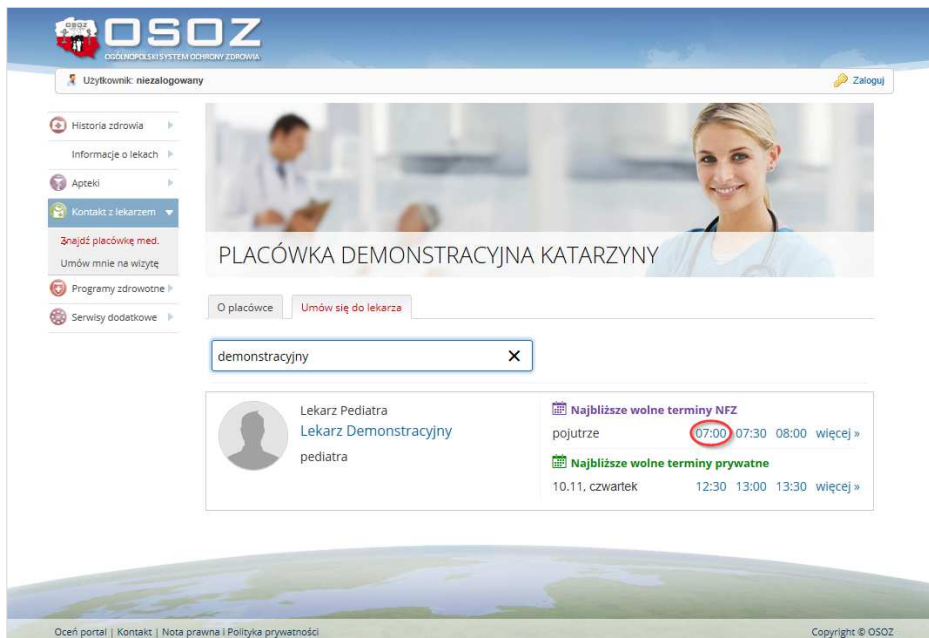 OSOZ
OSOZ
OGÓLNOPOLSKI SYSTEM OCHRONY ZDROWIA
Użytkownik: niezalogowany
Zaloguj
Historia zdrowia
Informacje o lekach
Apteki
Kontakt z lekarzem
Znajdź placówkę med.
Umów mnie na wizytę
Programy zdrowotne
Serwisy dodatkowe
PLACÓWKA DEMONSTRACYJNA KATARZYNY
O placówce Umów się do lekarza
demonstracyjny
Lekarz Pediatra
Lekarz Demonstracyjny
pediatra
Najbliższe wolne terminy NFZ
pojutrze 07:00 07:30 08:00 więcej »
Najbliższe wolne terminy prywatne
10.11, czwartek 12:30 13:00 13:30 więcej »
Oceń portal | Kontakt | Nota prawna i Polityka prywatności
Copyright © OSOZ